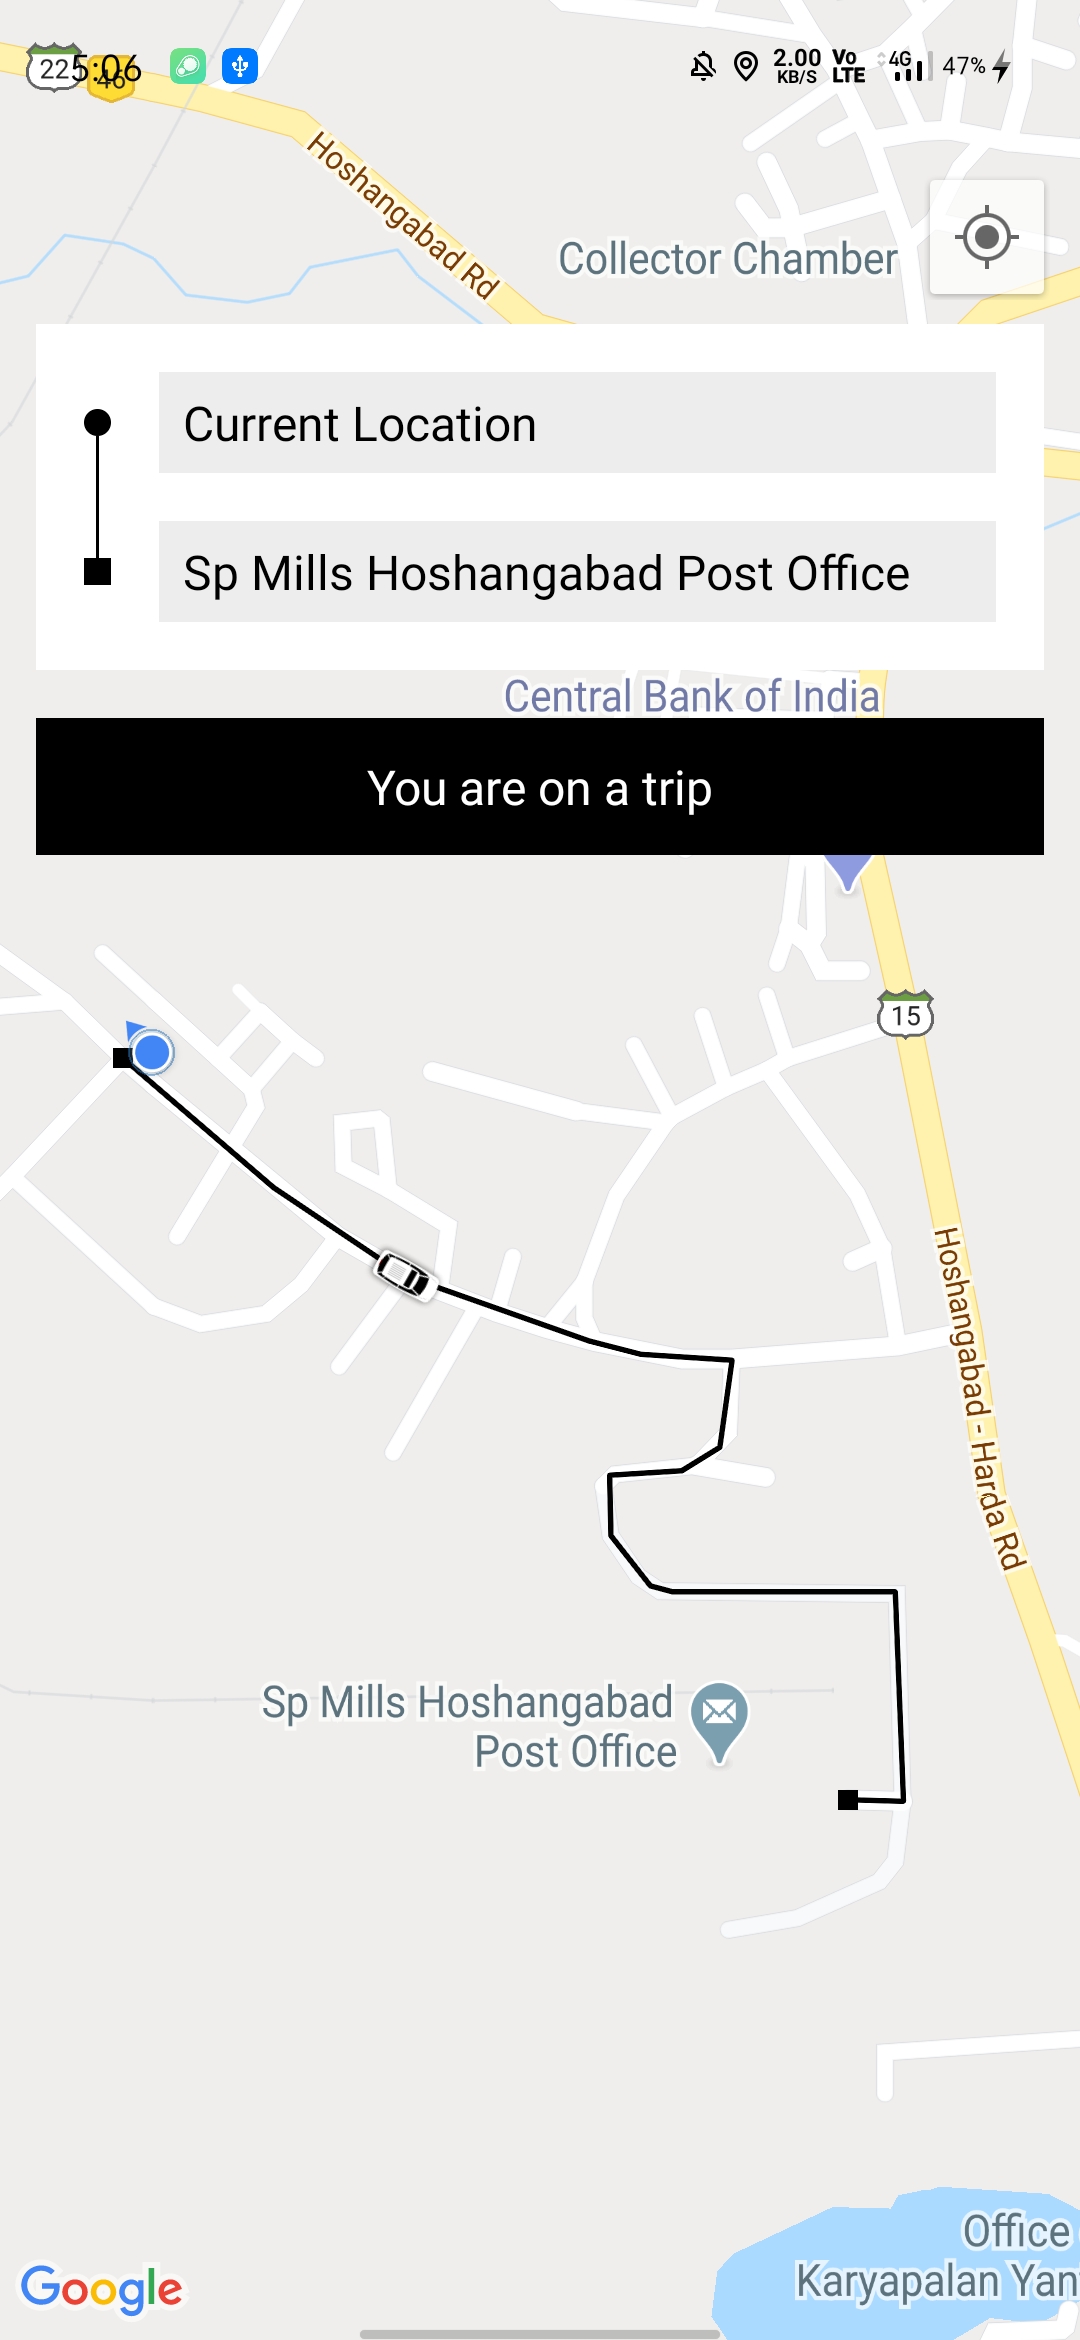 22
46
5:06
2.00
KB/S
Vo
LTE
4G
47%
Hoshangabad Rd
Collector Chamber
Current Location
Sp Mills Hoshangabad Post Office
Central Bank of India
You are on a trip
15
Hoshangabad - Harda Rd
Sp Mills Hoshangabad
Post Office
Office
Karyapalan Yan
Google